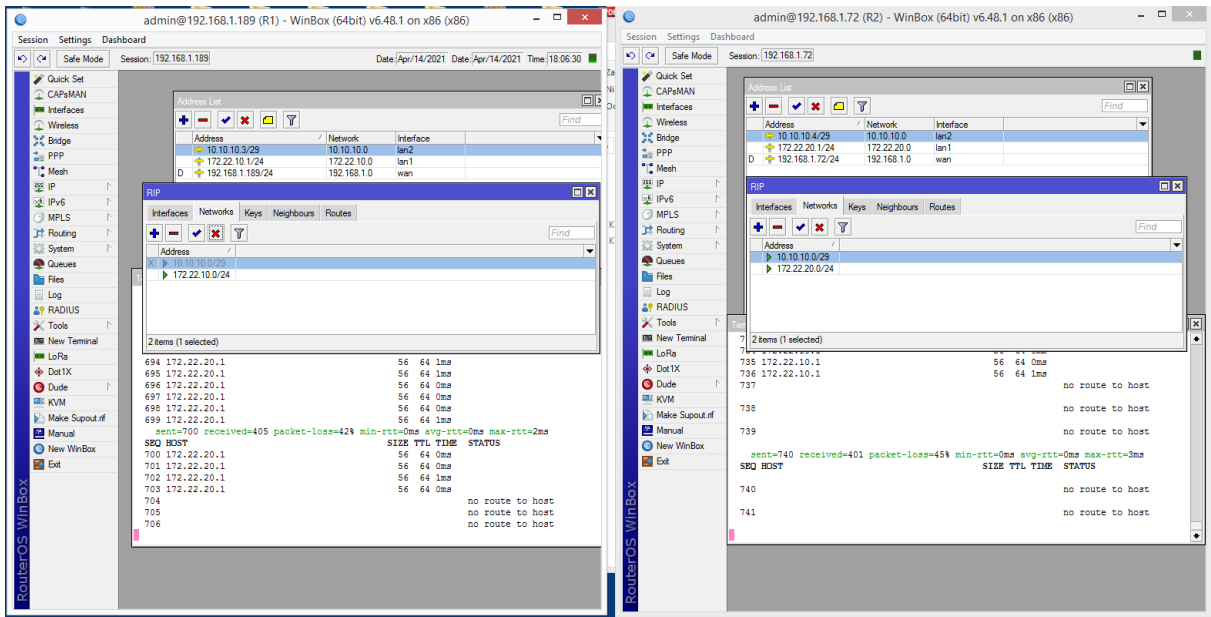 admin@192.168.1.189 (R1) - WinBox (64bit) v6.48.1 on x86 (x86)
Session Settings Dashboard
Safe Mode Session: 192.168.1.189 Date: Apr/14/2021 Date: Apr/14/2021 Time: 18:06:30
Quick Set
CAPsMAN
Interfaces
Wireless
Bridge
PPP
Mesh
IP
IPv6
MPLS
Routing
System
Queues
Files
Log
RADIUS
Tools
New Terminal
LoRa
Dot1X
Dude
KVM
Make Supout.rif
Manual
New WinBox
Exit
RouterOS WinBox
Address List
Find
Address Network Interface
10.10.10.3/29 10.10.10.0 lan2
172.22.10.1/24 172.22.10.0 lan1
D 192.168.1.189/24 192.168.1.0 wan
RIP
Interfaces Networks Keys Neighbours Routes
Find
Address
X 10.10.10.0/29
172.22.10.0/24
2 items (1 selected)
694 172.22.20.1 56 64 1ms
695 172.22.20.1 56 64 1ms
696 172.22.20.1 56 64 0ms
697 172.22.20.1 56 64 0ms
698 172.22.20.1 56 64 0ms
699 172.22.20.1 56 64 1ms
sent=700 received=405 packet-loss=42% min-rtt=0ms avg-rtt=0ms max-rtt=2ms
SEQ HOST SIZE TTL TIME STATUS
700 172.22.20.1 56 64 0ms
701 172.22.20.1 56 64 0ms
702 172.22.20.1 56 64 1ms
703 172.22.20.1 56 64 0ms
704 no route to host
705 no route to host
706 no route to host
admin@192.168.1.72 (R2) - WinBox (64bit) v6.48.1 on x86 (x86)
Session Settings Dashboard
Safe Mode Session: 192.168.1.72
Quick Set
CAPsMAN
Interfaces
Wireless
Bridge
PPP
Mesh
IP
IPv6
MPLS
Routing
System
Queues
Files
Log
RADIUS
Tools
New Terminal
LoRa
Dot1X
Dude
KVM
Make Supout.rif
Manual
New WinBox
Exit
RouterOS WinBox
Address List
Find
Address Network Interface
10.10.10.4/29 10.10.10.0 lan2
172.22.20.1/24 172.22.20.0 lan1
D 192.168.1.72/24 192.168.1.0 wan
RIP
Interfaces Networks Keys Neighbours Routes
Find
Address
10.10.10.0/29
172.22.20.0/24
2 items (1 selected)
735 172.22.10.1 56 64 0ms
736 172.22.10.1 56 64 1ms
737 no route to host
738 no route to host
739 no route to host
sent=740 received=401 packet-loss=45% min-rtt=0ms avg-rtt=0ms max-rtt=3ms
SEQ HOST SIZE TTL TIME STATUS
740 no route to host
741 no route to host